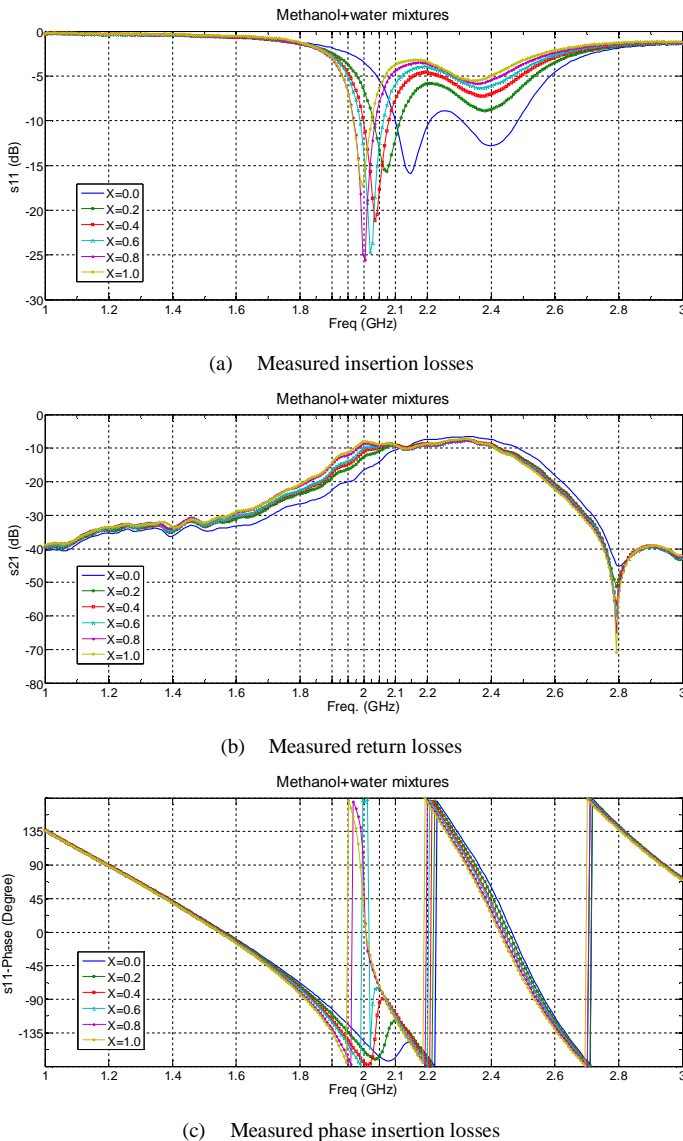 Methanol+water mixtures
0
-5
-10
-15
-20
-25
-30
s11 (dB)
X=0.0
X=0.2
X=0.4
X=0.6
X=0.8
X=1.0
1 1.2 1.4 1.6 1.8 2 2.1 2.2 2.4 2.6 2.8 3
Freq (GHz)
(a) Measured insertion losses
Methanol+water mixtures
0
-10
-20
-30
-40
-50
-60
-70
-80
s21 (dB)
X=0.0
X=0.2
X=0.4
X=0.6
X=0.8
X=1.0
1 1.2 1.4 1.6 1.8 2 2.1 2.2 2.4 2.6 2.8 3
Freq. (GHz)
(b) Measured return losses
Methanol+water mixtures
135
90
45
0
-45
-90
-135
s11-Phase (Degree)
X=0.0
X=0.2
X=0.4
X=0.6
X=0.8
X=1.0
1 1.2 1.4 1.6 1.8 2 2.1 2.2 2.4 2.6 2.8 3
Freq (GHz)
(c) Measured phase insertion losses